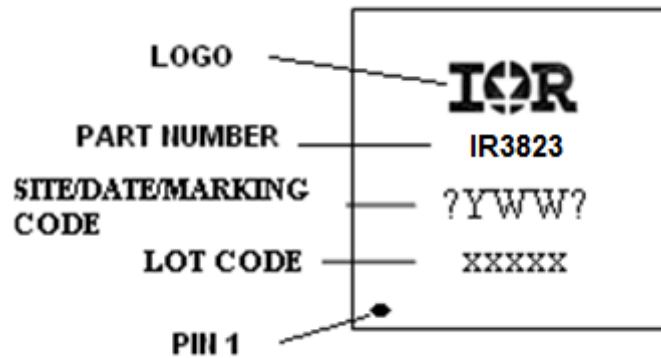 LOGO
IOR
PART NUMBER
IR3823
SITE/DATE/MARKING
CODE
?YWW?
LOT CODE
xxxxx
PIN 1